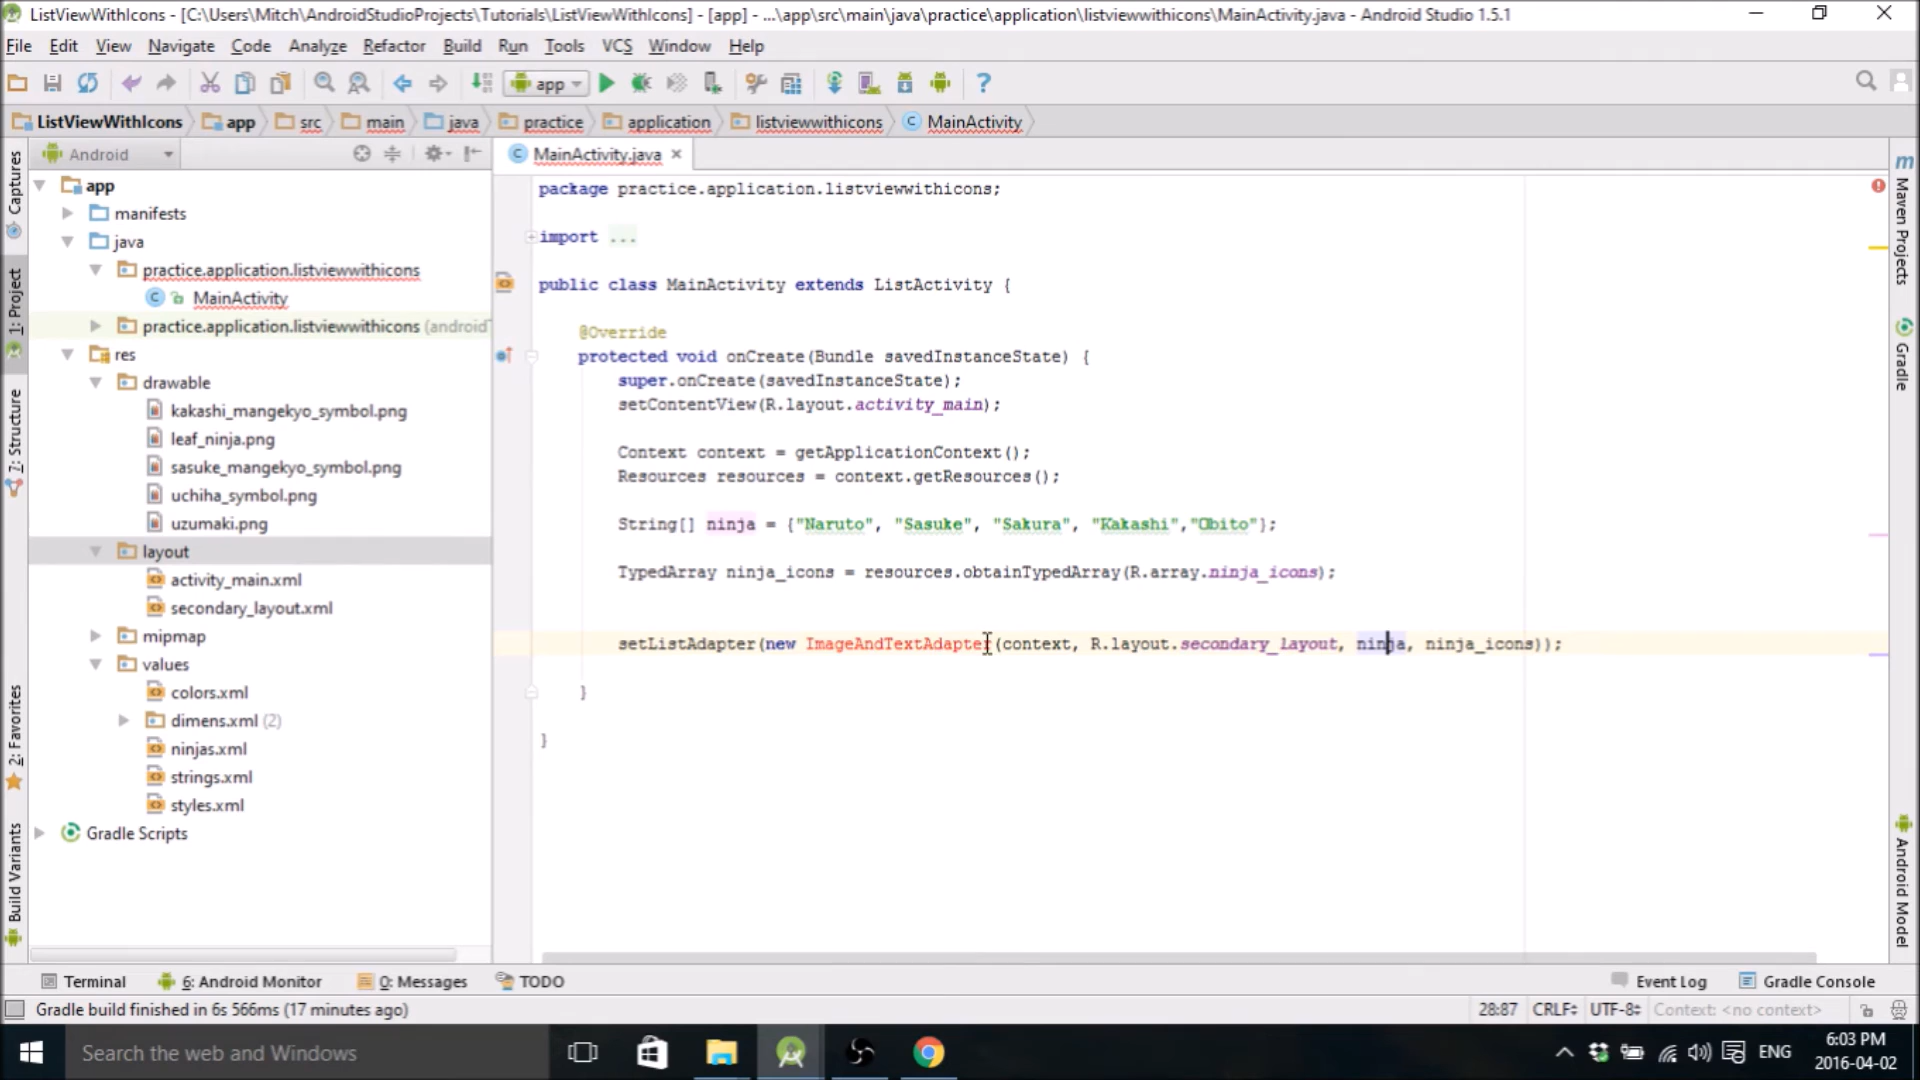 ListViewWithIcons - [C:\Users\Mitch\AndroidStudioProjects\Tutorials\ListViewWithIcons] - [app] - ...\app\src\main\java\practice\application\listviewwithicons\MainActivity.java - Android Studio 1.5.1
File Edit View Navigate Code Analyze Refactor Build Run Tools VCS Window Help
app
ListViewWithIcons app src main java practice application listviewwithicons MainActivity
Android
MainActivity.java
Captures
1: Project
7: Structure
2: Favorites
Build Variants
app
manifests
java
practice.application.listviewwithicons
MainActivity
practice.application.listviewwithicons (android
res
drawable
kakashi_mangekyo_symbol.png
leaf_ninja.png
sasuke_mangekyo_symbol.png
uchiha_symbol.png
uzumaki.png
layout
activity_main.xml
secondary_layout.xml
mipmap
values
colors.xml
dimens.xml (2)
ninjas.xml
strings.xml
styles.xml
Gradle Scripts
package practice.application.listviewwithicons;
import ...
public class MainActivity extends ListActivity {
@Override
protected void onCreate(Bundle savedInstanceState) {
super.onCreate(savedInstanceState);
setContentView(R.layout.activity_main);
Context context = getApplicationContext();
Resources resources = context.getResources();
String[] ninja = {"Naruto", "Sasuke", "Sakura", "Kakashi","Obito"};
TypedArray ninja_icons = resources.obtainTypedArray(R.array.ninja_icons);
setListAdapter(new ImageAndTextAdapter(context, R.layout.secondary_layout, ninja, ninja_icons));
}
}
Maven Projects
Gradle
Android Model
Terminal 6: Android Monitor 0: Messages TODO Event Log Gradle Console
Gradle build finished in 6s 566ms (17 minutes ago) 28:87 CRLF UTF-8 Context: <no context>
Search the web and Windows
ENG
6:03 PM
2016-04-02